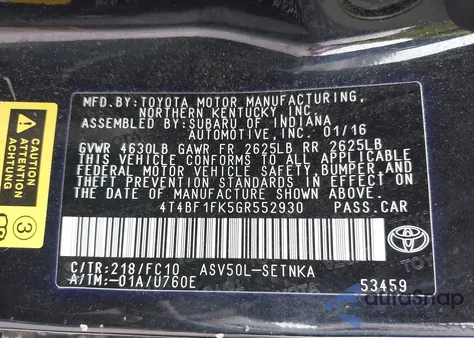 MFD.BY:TOYOTA MOTOR MANUFACTURING,
NORTHERN KENTUCKY INC.
ASSEMBLED BY:SUBARU OF INDIANA
AUTOMOTIVE,INC. 01/16
GVWR 4630LB GAWR FR 2625LB RR 2625LB
THIS VEHICLE CONFORMS TO ALL APPLICABLE
FEDERAL MOTOR VEHICLE SAFETY,BUMPER,AND
THEFT PREVENTION STANDARDS IN EFFECT ON
THE DATE OF MANUFACTURE SHOWN ABOVE.
4T4BF1FK5GR552930 PASS.CAR
C/TR:218/FC10 ASV50L-SETNKA
A/TM:-01A/U760E 53459
TOYOTA
CAUTION
ATTENTION
ACHTUNG
3
autoSnap